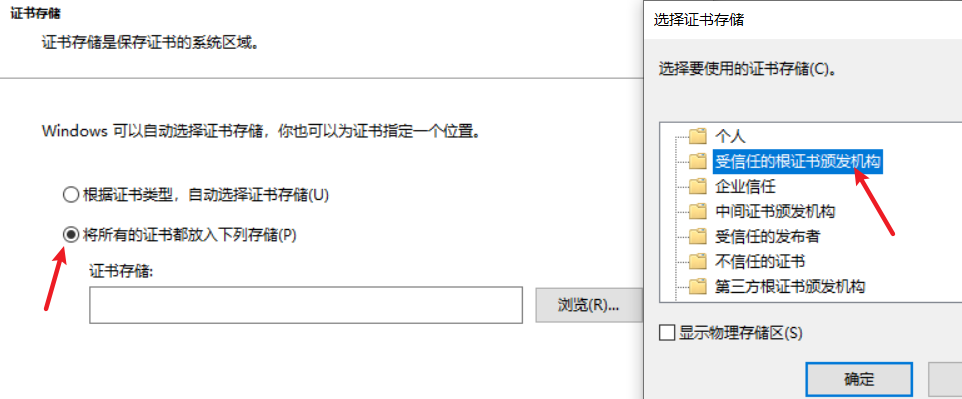 证书存储
证书存储是保存证书的系统区域。
Windows 可以自动选择证书存储，你也可以为证书指定一个位置。
根据证书类型，自动选择证书存储(U)
将所有的证书都放入下列存储(P)
证书存储:
浏览(R)...
选择证书存储
选择要使用的证书存储(C)。
个人
受信任的根证书颁发机构
企业信任
中间证书颁发机构
受信任的发布者
不信任的证书
第三方根证书颁发机构
显示物理存储区(S)
确定